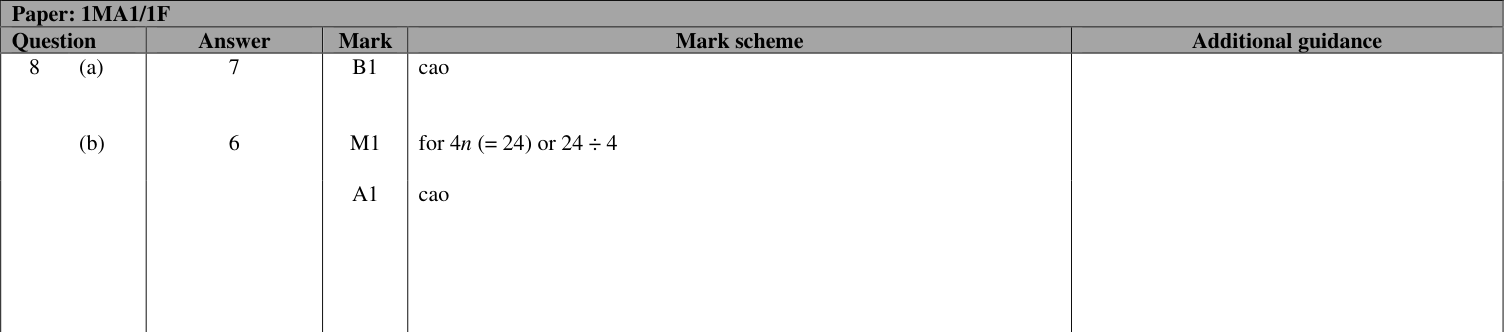 Paper: 1MA1/1F
Question Answer Mark Mark scheme Additional guidance
8 (a) 7 B1 cao
(b) 6 M1 for 4n (= 24) or 24 ÷ 4
A1 cao